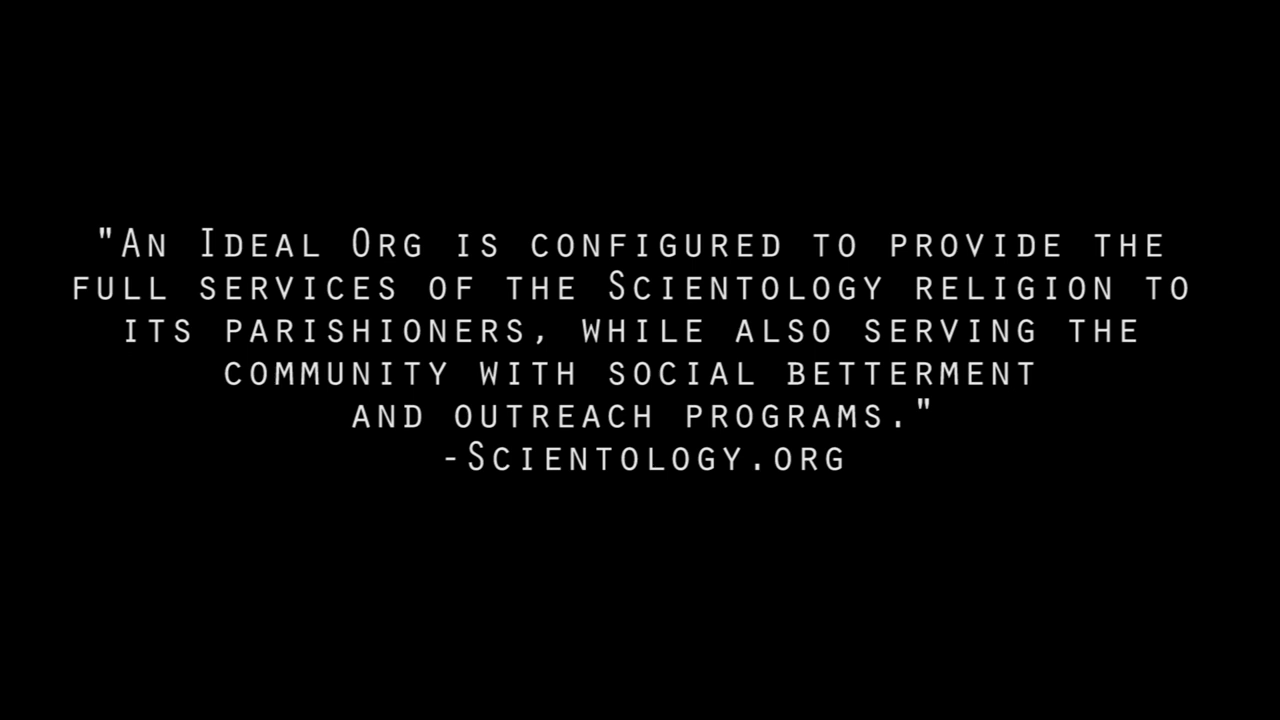 "An Ideal Org is configured to provide the
full services of the Scientology religion to
its parishioners, while also serving the
community with social betterment
and outreach programs."
-Scientology.org